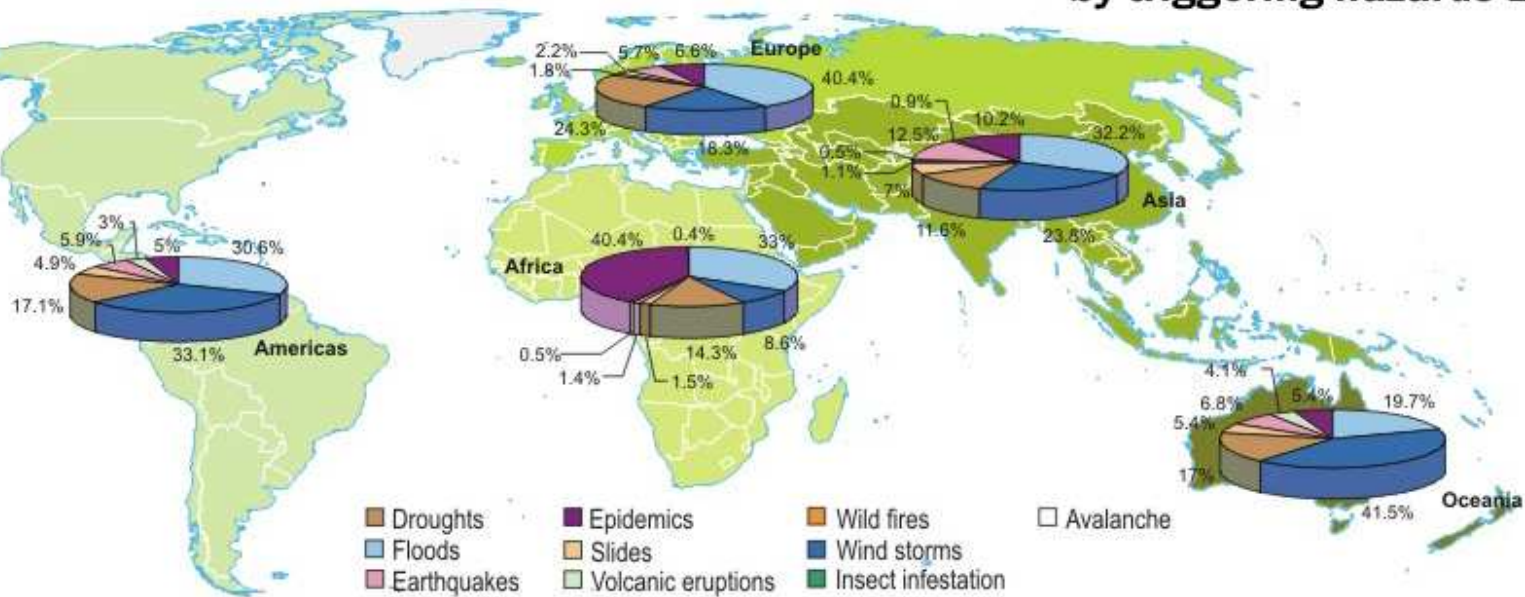 Europe
2.2%
5.7%
6.6%
1.8%
40.4%
24.3%
18.3%
0.9%
10.2%
12.5%
32.2%
0.5%
1.1%
7%
11.6%
23.8%
Asia
3%
5.9%
5%
30.6%
4.9%
17.1%
33.1%
Americas
40.4%
0.4%
33%
Africa
0.5%
14.3%
8.6%
1.4%
1.5%
4.1%
6.8%
5.4%
19.7%
5.4%
17%
41.5%
Oceania
Droughts
Epidemics
Wild fires
Avalanche
Floods
Slides
Wind storms
Earthquakes
Volcanic eruptions
Insect infestation